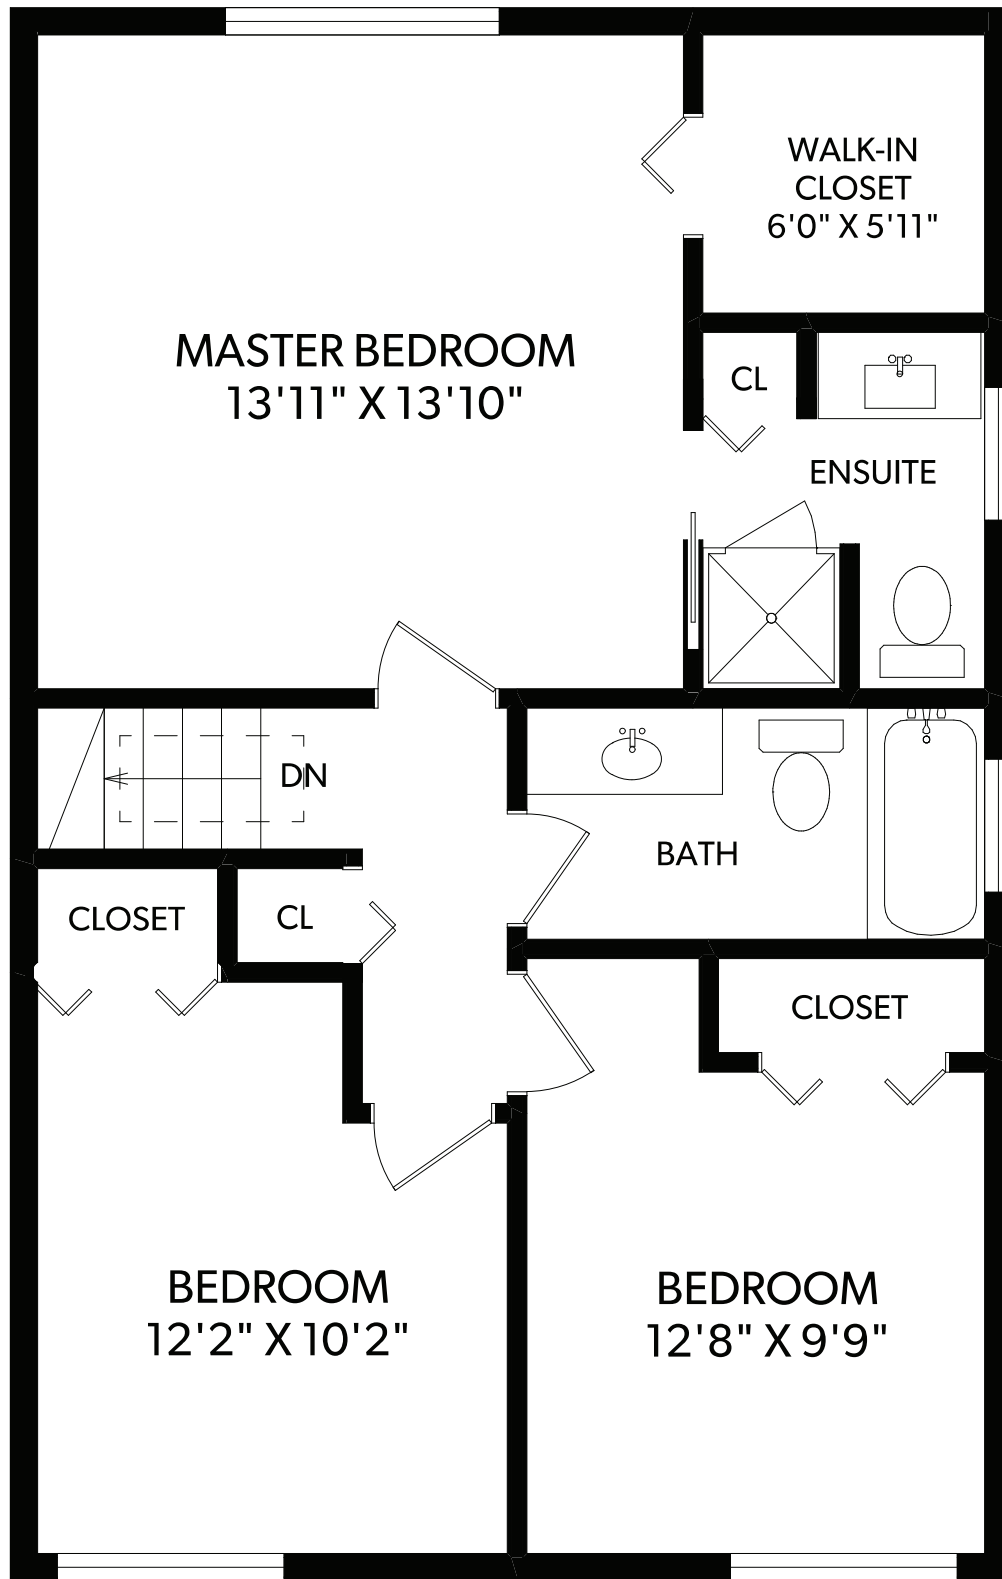 WALK-IN
CLOSET
6'0" X 5'11"
MASTER BEDROOM
13'11" X 13'10"
CL
ENSUITE
DN
BATH
CLOSET
CL
CLOSET
BEDROOM
12'2" X 10'2"
BEDROOM
12'8" X 9'9"